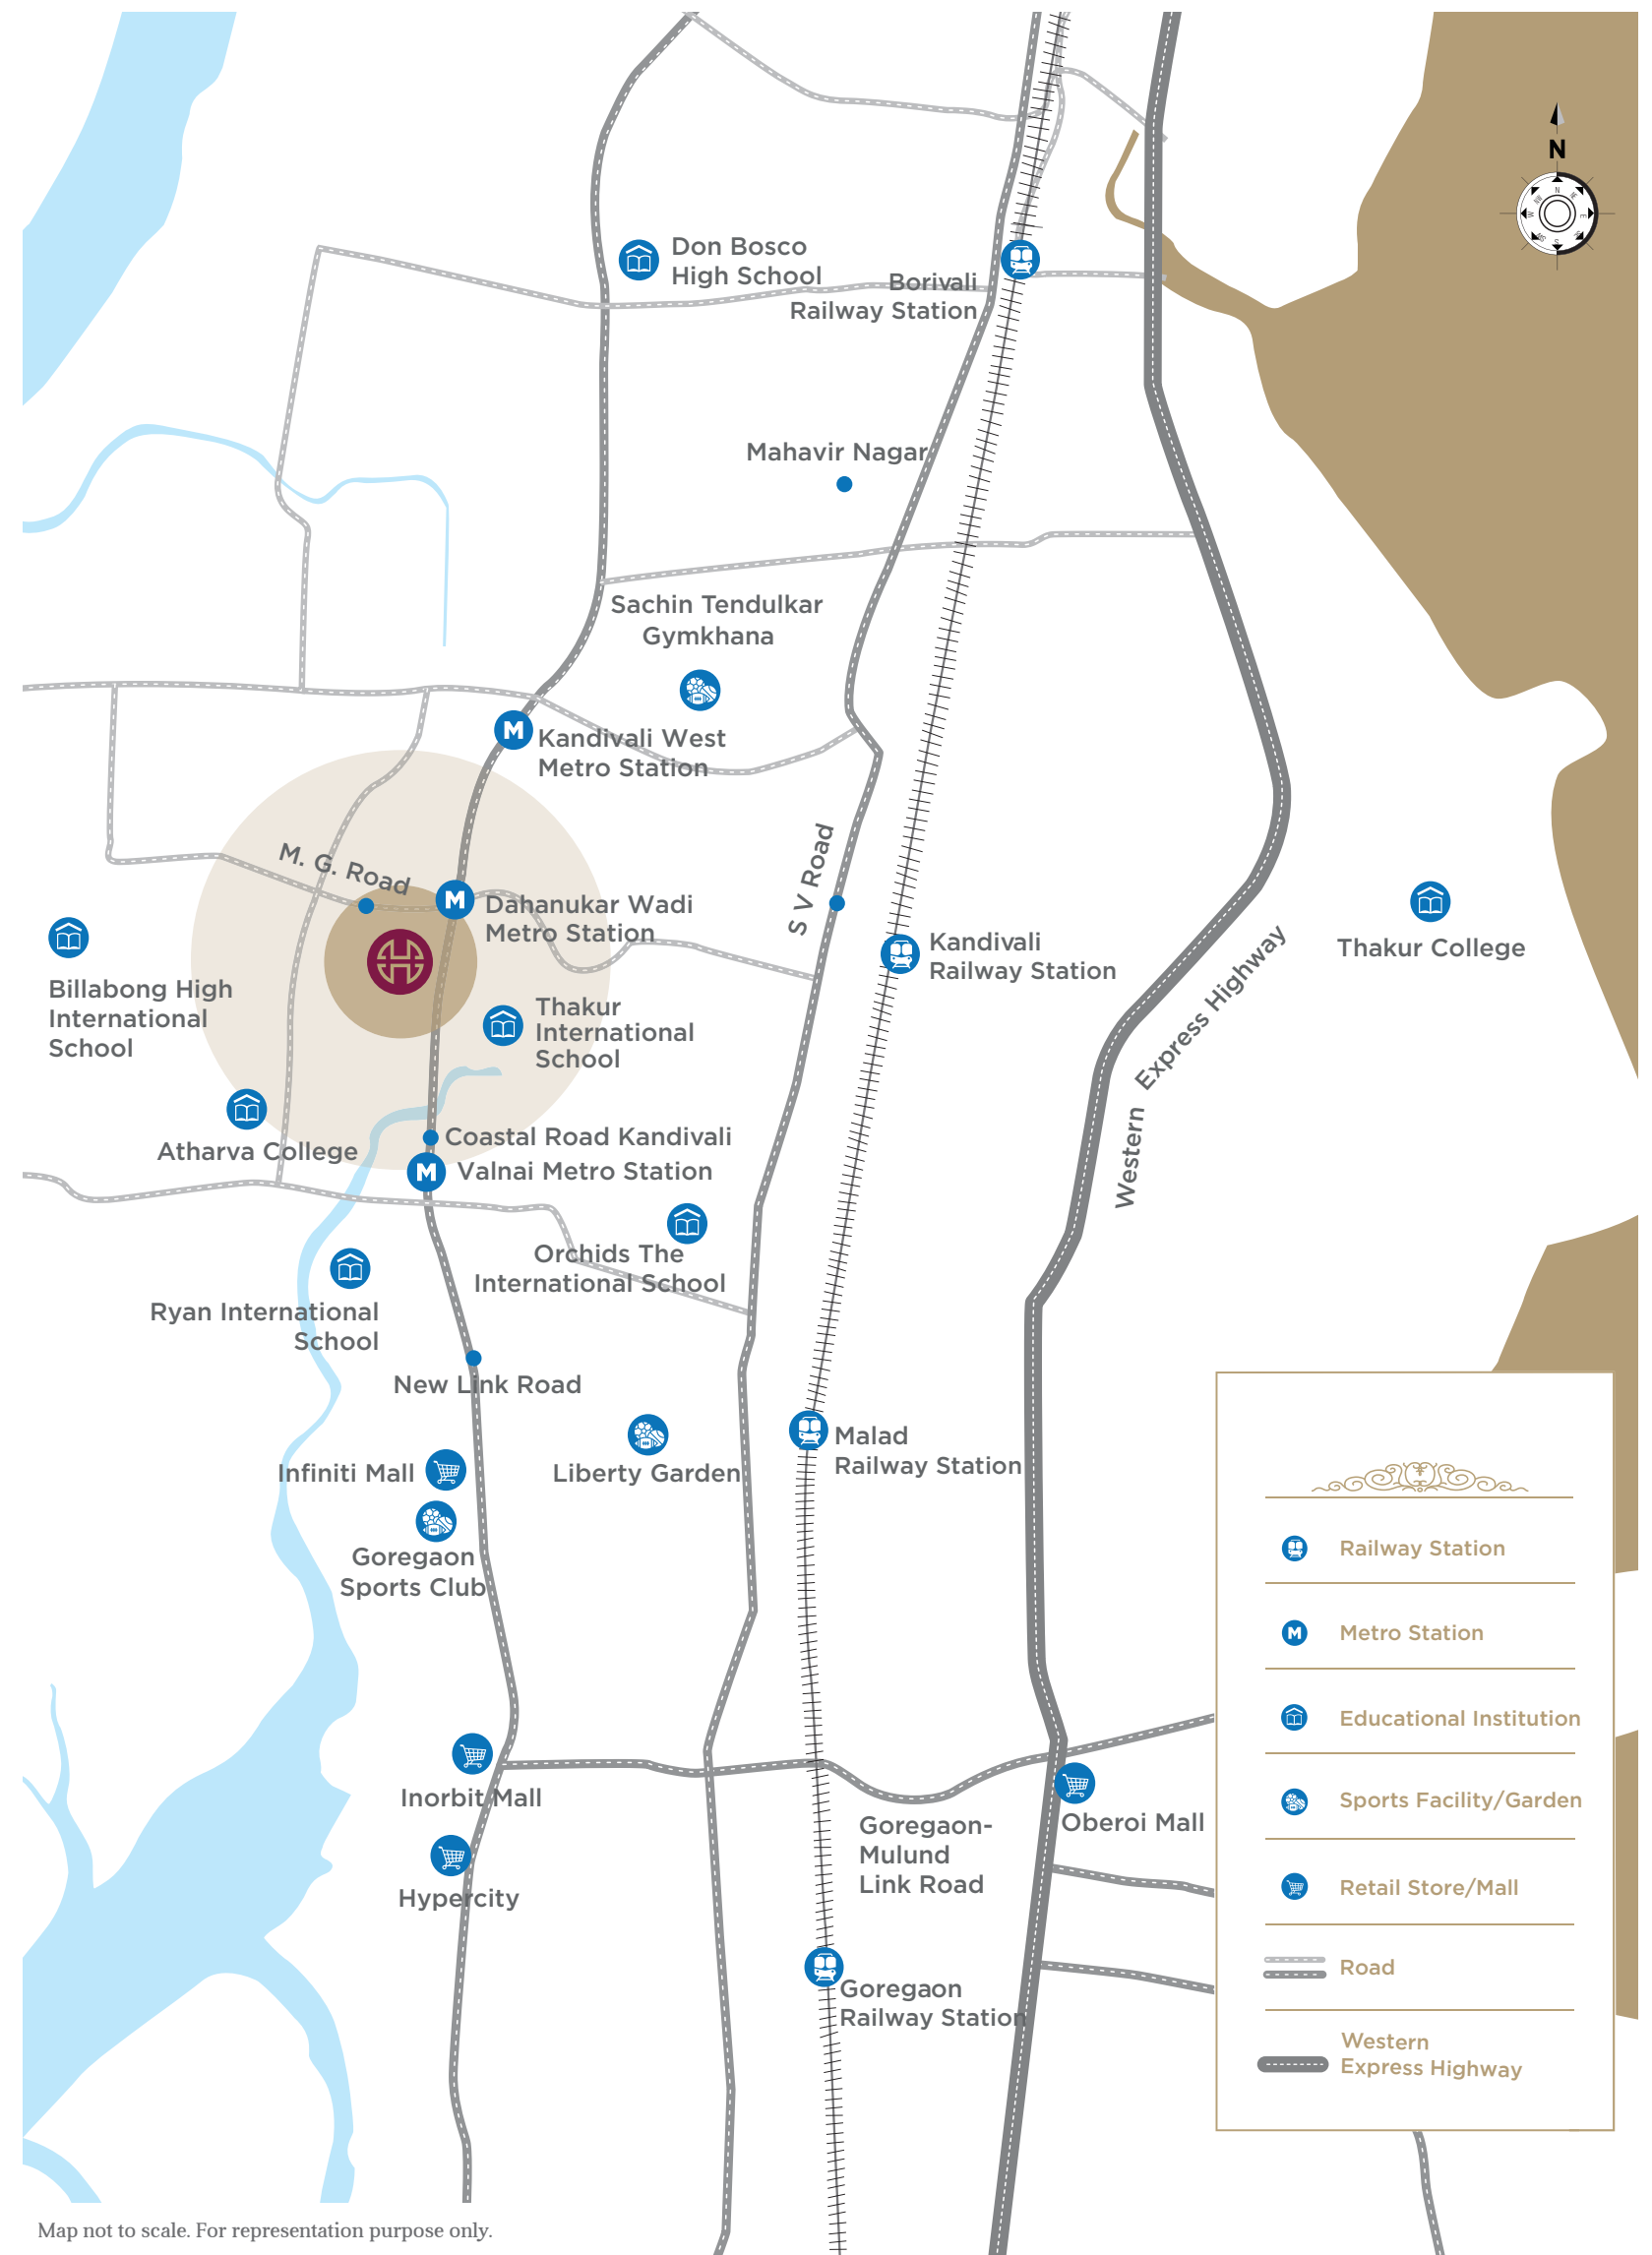 N
N
NE
E
SE
S
SW
W
NW
Don Bosco
High School
Borivali
Railway Station
Mahavir Nagar
Sachin Tendulkar
Gymkhana
M
Kandivali West
Metro Station
S V Road
M. G. Road
M
Dahanukar Wadi
Metro Station
Kandivali
Railway Station
Thakur College
Western Express Highway
Billabong High
International
School
Thakur
International
School
Atharva College
Coastal Road Kandivali
M
Valnai Metro Station
Orchids The
International School
Ryan International
School
New Link Road
Infiniti Mall
Liberty Garden
Malad
Railway Station
Goregaon
Sports Club
Inorbit Mall
Oberoi Mall
Goregaon-
Mulund
Link Road
Hypercity
Goregaon
Railway Station
Railway Station
M
Metro Station
Educational Institution
Sports Facility/Garden
Retail Store/Mall
Road
Western
Express Highway
Map not to scale. For representation purpose only.